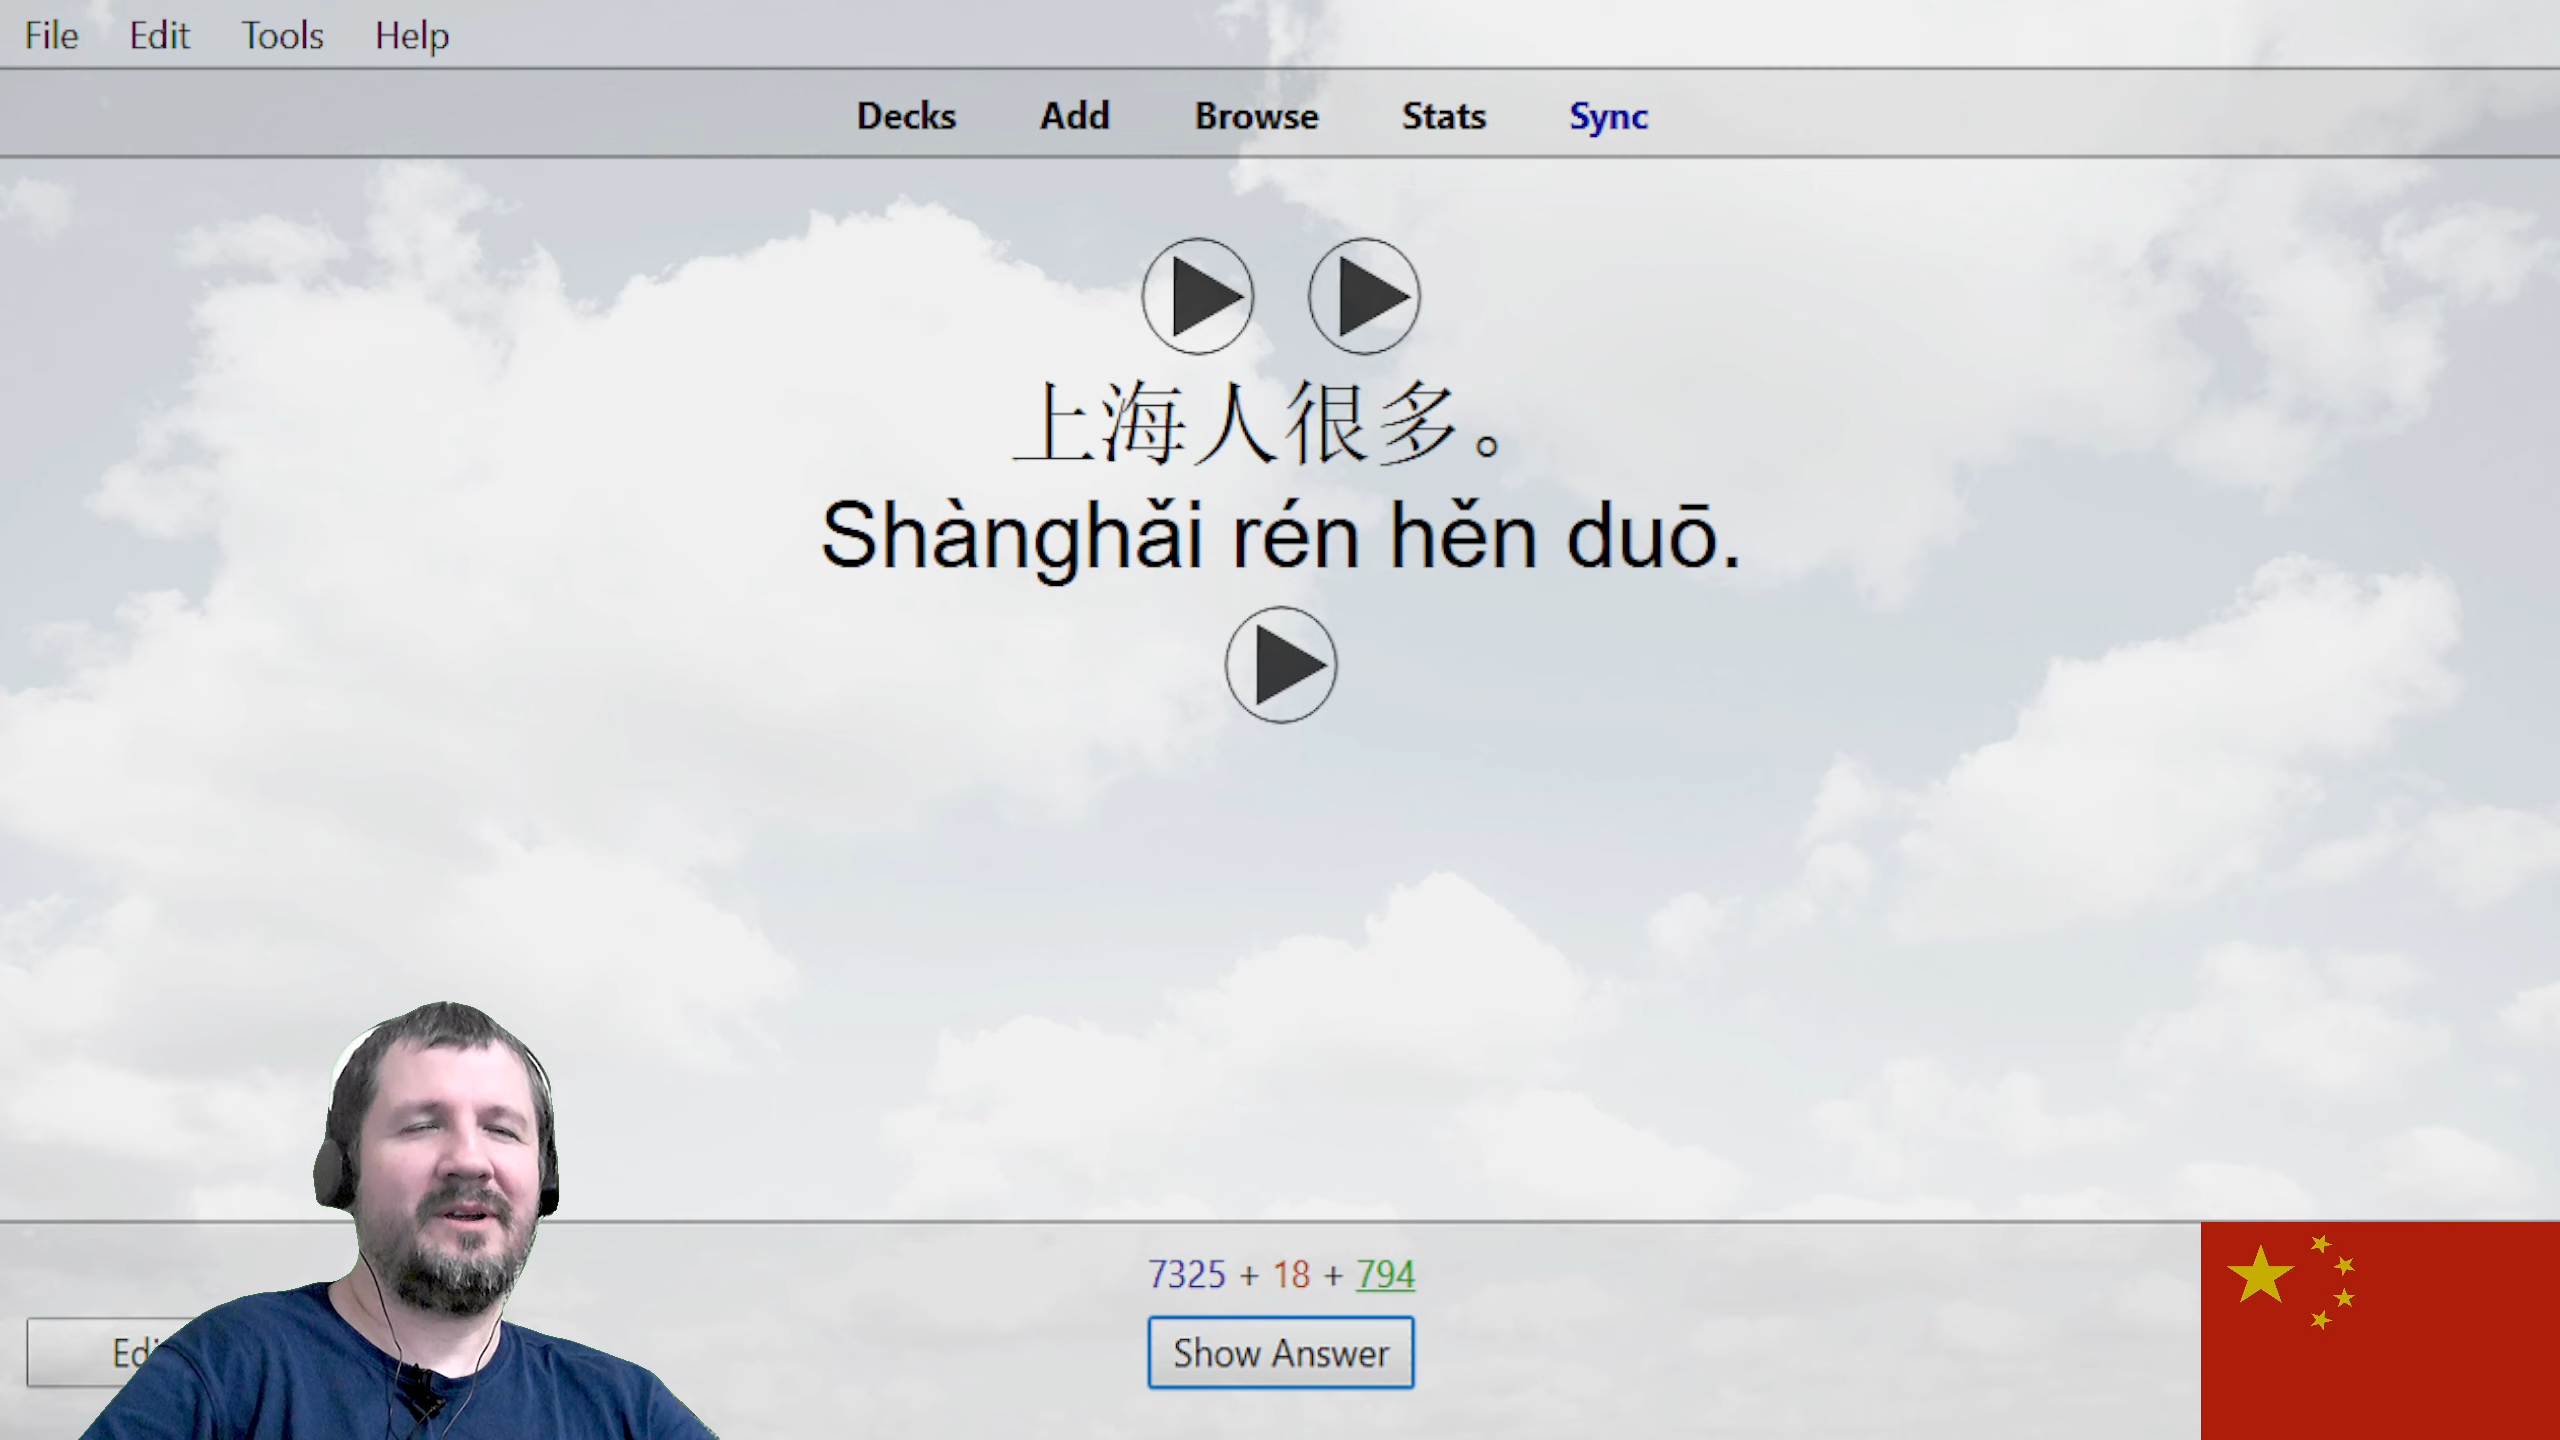 File Edit Tools Help
Decks Add Browse Stats Sync
上海人很多。
Shànghǎi rén hěn duō.
7325 + 18 + 794
Show Answer